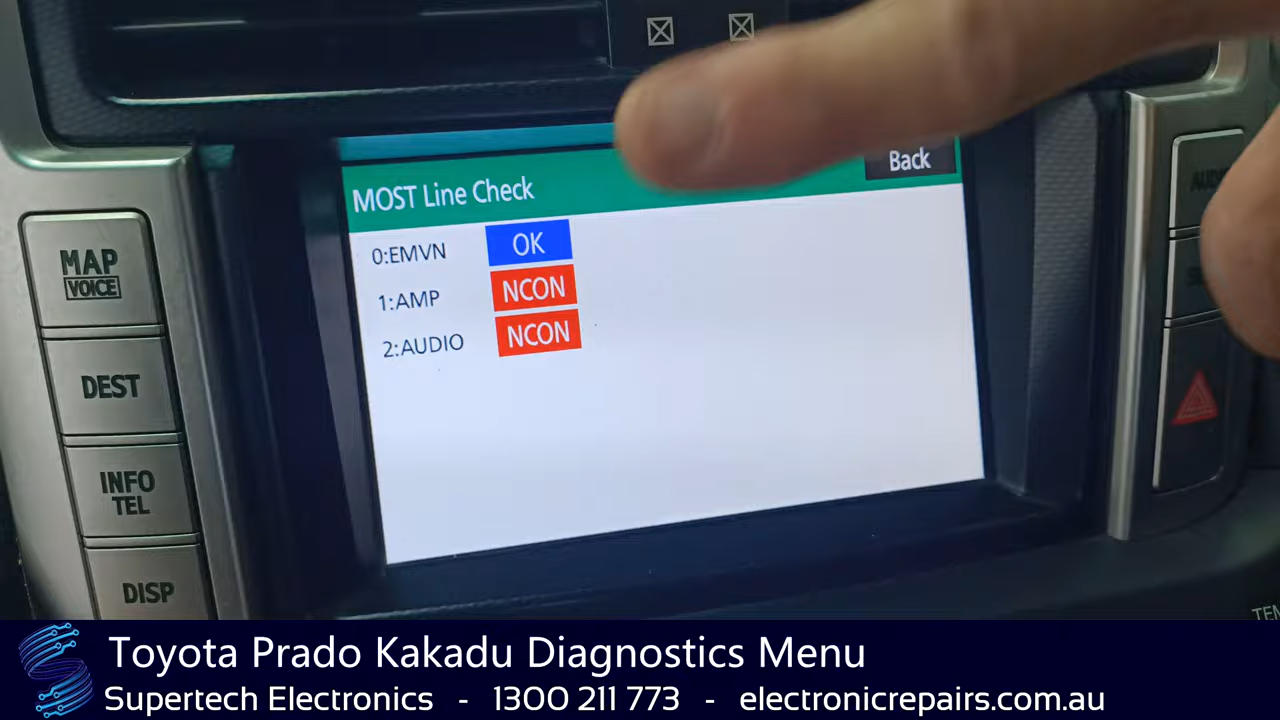 Back
MOST Line Check
0:EMVN OK
1:AMP NCON
2:AUDIO NCON
MAP
VOICE
DEST
INFO
TEL
DISP
Toyota Prado Kakadu Diagnostics Menu
Supertech Electronics - 1300 211 773 - electronicrepairs.com.au